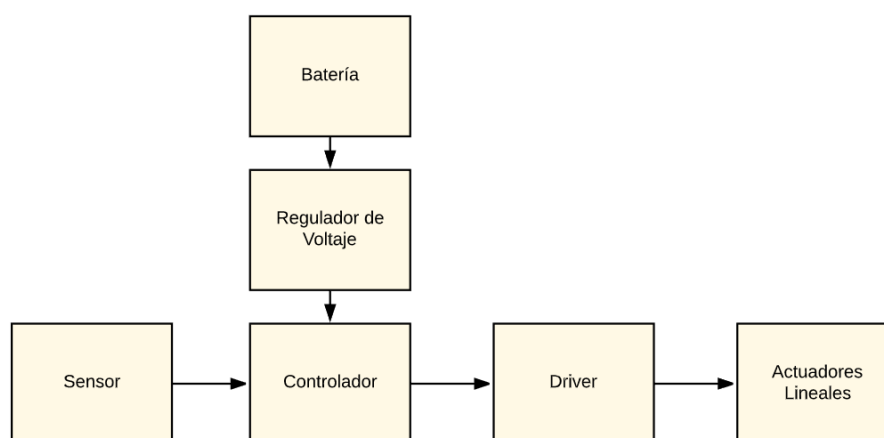 Batería
Regulador de
Voltaje
Sensor
Controlador
Driver
Actuadores
Lineales